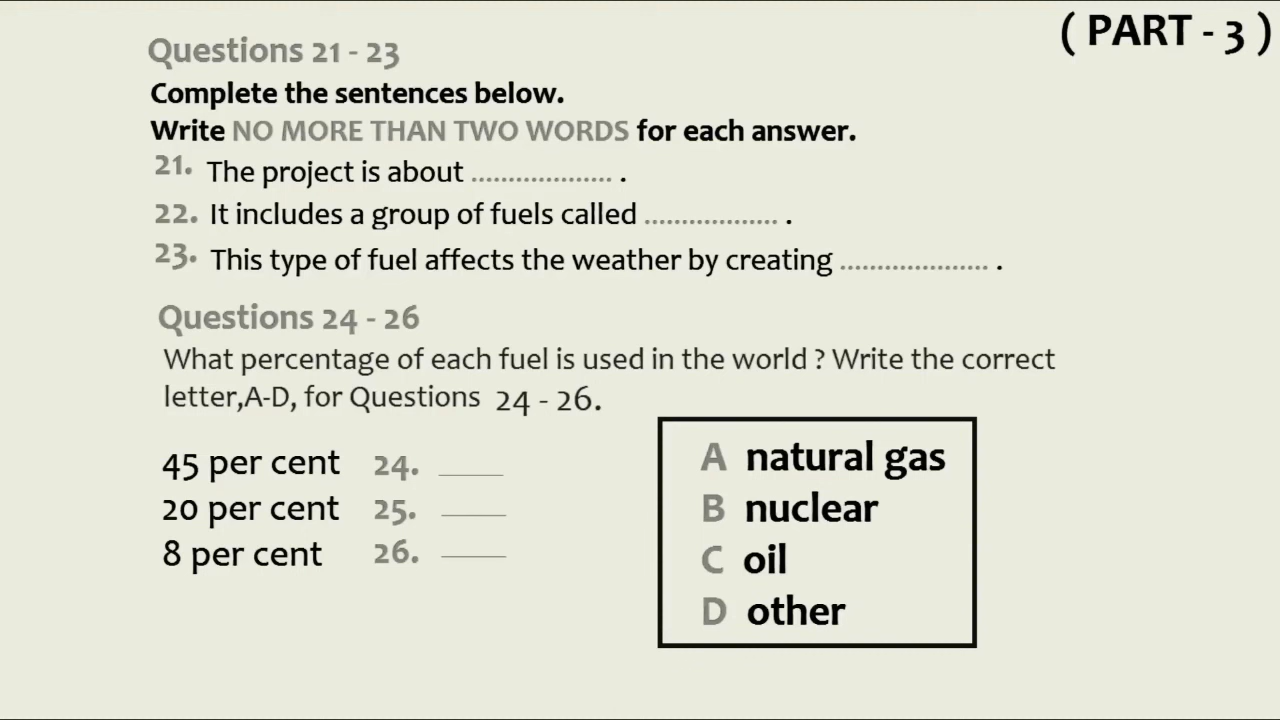 ( PART - 3 )
Questions 21 - 23
Complete the sentences below.
Write NO MORE THAN TWO WORDS for each answer.
21. The project is about ................... .
22. It includes a group of fuels called .................. .
23. This type of fuel affects the weather by creating .................... .
Questions 24 - 26
What percentage of each fuel is used in the world ? Write the correct
letter,A-D, for Questions 24 - 26.
45 per cent 24. ____
20 per cent 25. ____
8 per cent 26. ____
A natural gas
B nuclear
C oil
D other